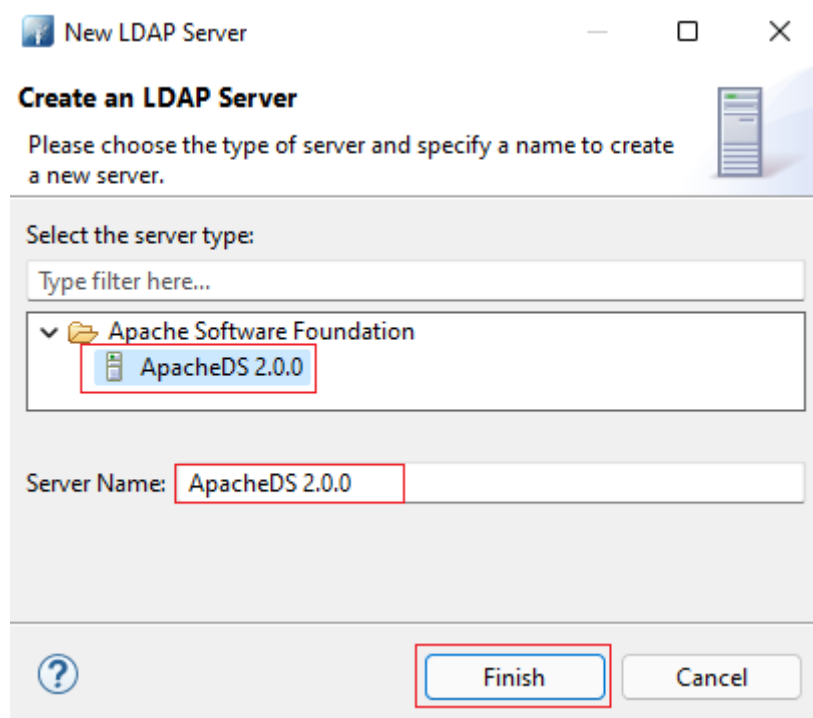 New LDAP Server
Create an LDAP Server
Please choose the type of server and specify a name to create
a new server.
Select the server type:
Type filter here...
Apache Software Foundation
ApacheDS 2.0.0
Server Name: ApacheDS 2.0.0
? Finish Cancel